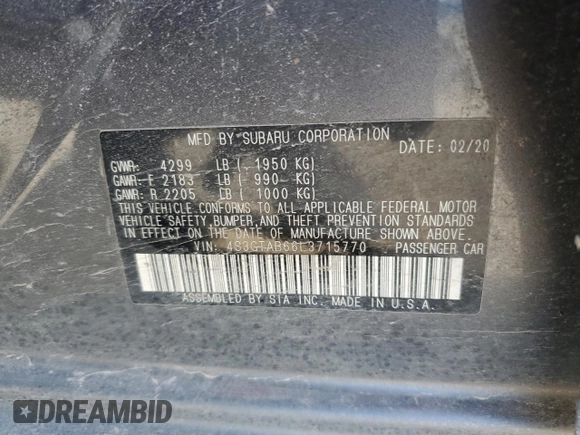 MFD BY SUBARU CORPORATION DATE: 02/20
GVWR: 4299 LB ( 1950 KG)
GAWR: F 2183 LB ( 990 KG)
GAWR: R 2205 LB ( 1000 KG)
THIS VEHICLE CONFORMS TO ALL APPLICABLE FEDERAL MOTOR
VEHICLE SAFETY, BUMPER, AND THEFT PREVENTION STANDARDS
IN EFFECT ON THE DATE OF MANUFACTURE SHOWN ABOVE.
VIN: 4S3GTAB66L3715770 PASSENGER CAR
ASSEMBLED BY SIA INC. MADE IN U.S.A.
DREAMBID